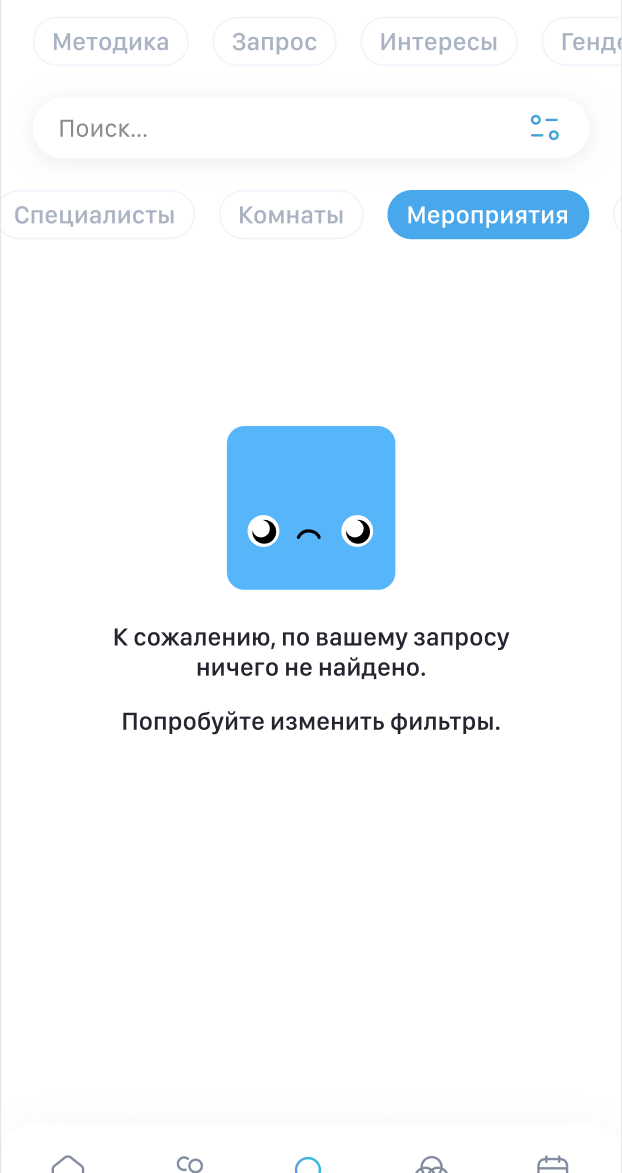 Методика Запрос Интересы
Поиск...
Специалисты Комнаты Мероприятия
К сожалению, по вашему запросу
ничего не найдено.
Попробуйте изменить фильтры.